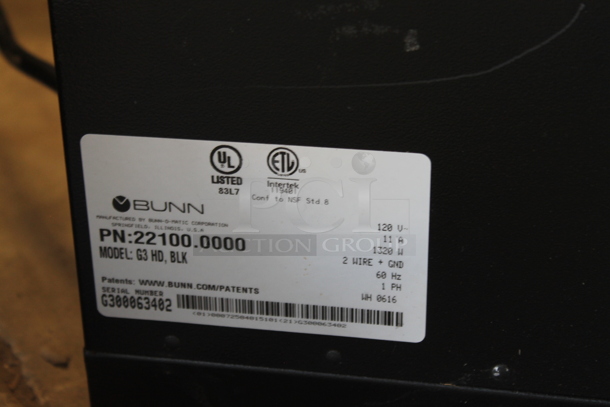 UL
LISTED
83L7
ETL
US
Intertek
Conf to NSF Std 8
BUNN
MANUFACTURED BY BUNN-O-MATIC CORPORATION
SPRINGFIELD, ILLINOIS, U.S.A
PN:22100.0000
MODEL: G3 HD, BLK
120 V~
11 A
1320 W
2 WIRE + GND
60 Hz
1 PH
WH 0616
Patents: WWW.BUNN.COM/PATENTS
SERIAL NUMBER
G300063402
PCI
AUCTION GROUP